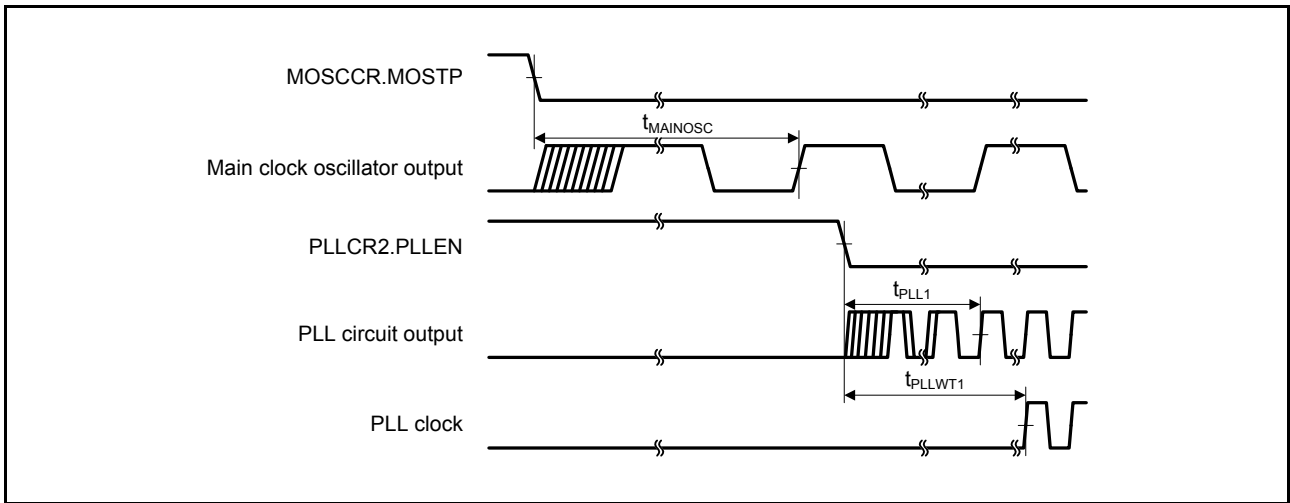 MOSCCR.MOSTP
tMAINOSC
Main clock oscillator output
PLLCR2.PLLEN
tPLL1
PLL circuit output
tPLLWT1
PLL clock